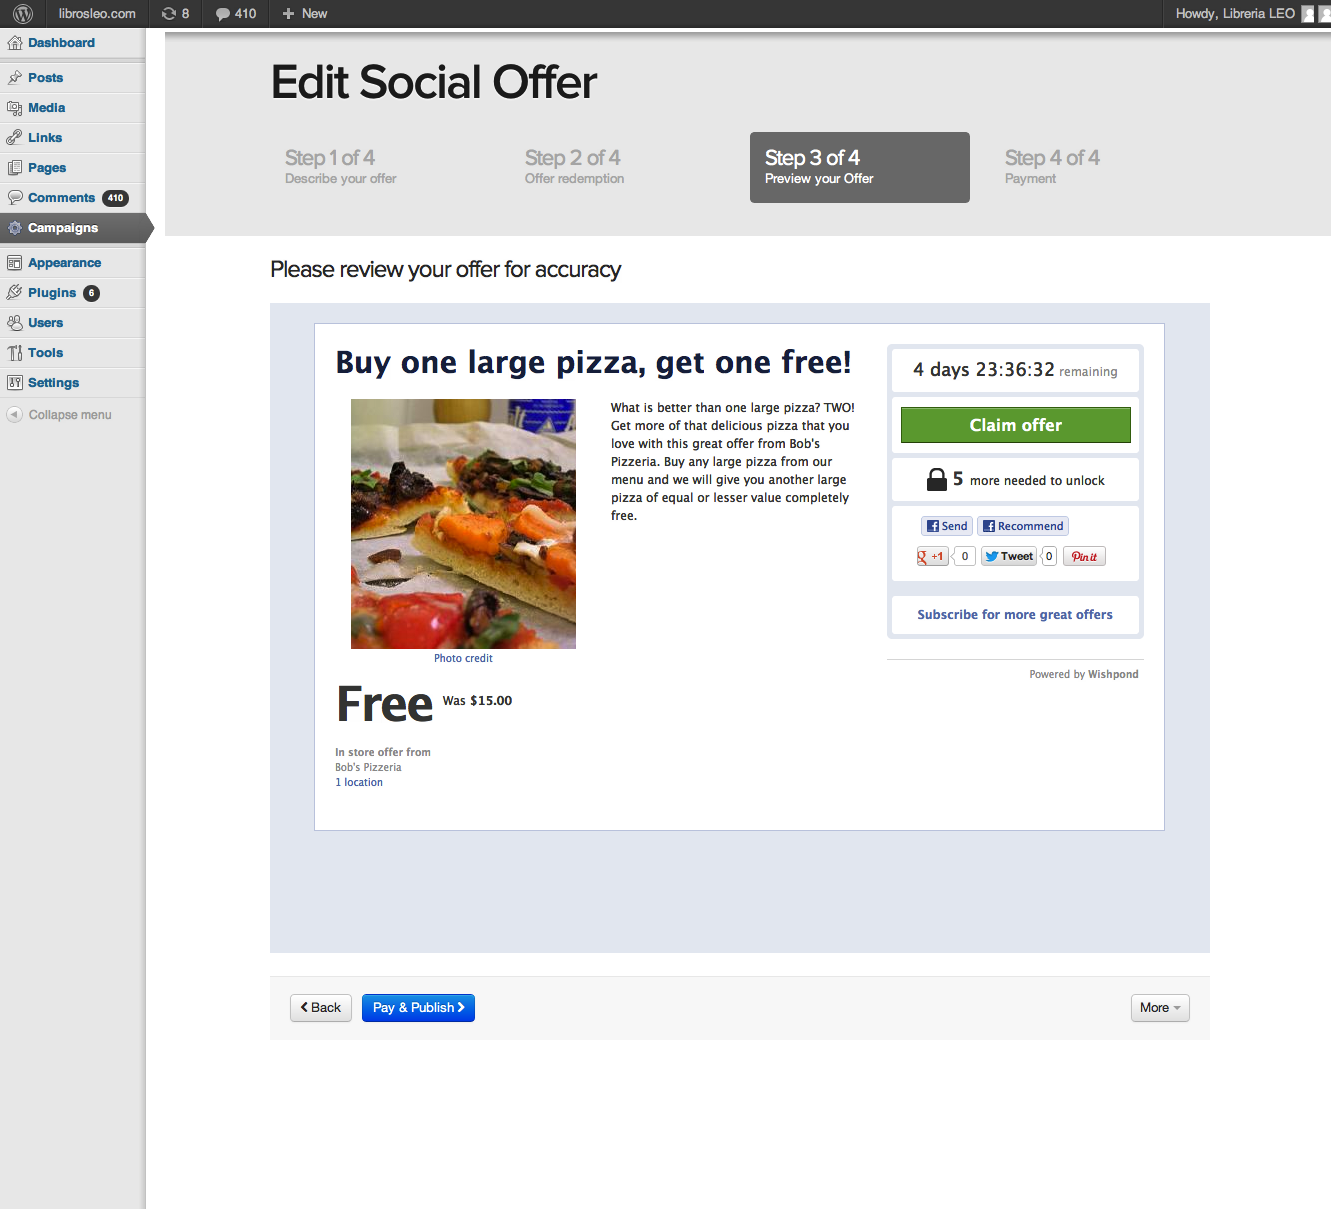 librosleo.com 8 410 + New Howdy, Libreria LEO
Dashboard
Posts
Media
Links
Pages
Comments 410
Campaigns
Appearance
Plugins 6
Users
Tools
Settings
Collapse menu
Edit Social Offer
Step 1 of 4
Describe your offer
Step 2 of 4
Offer redemption
Step 3 of 4
Preview your Offer
Step 4 of 4
Payment
Please review your offer for accuracy
Buy one large pizza, get one free!
What is better than one large pizza? TWO!
Get more of that delicious pizza that you
love with this great offer from Bob's
Pizzeria. Buy any large pizza from our
menu and we will give you another large
pizza of equal or lesser value completely
free.
Photo credit
Free Was $15.00
In store offer from
Bob's Pizzeria
1 location
4 days 23:36:32 remaining
Claim offer
5 more needed to unlock
Send Recommend
+1 0 Tweet 0 Pin it
Subscribe for more great offers
Powered by Wishpond
Back Pay & Publish More